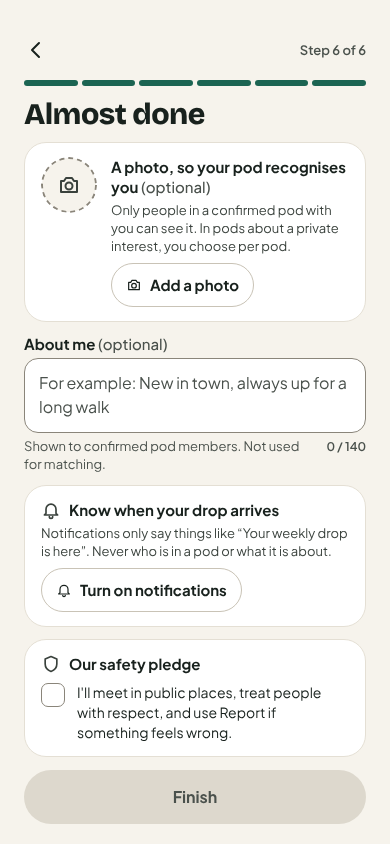 Step 6 of 6
Almost done
A photo, so your pod recognises
you (optional)
Only people in a confirmed pod with
you can see it. In pods about a private
interest, you choose per pod.
Add a photo
About me (optional)
For example: New in town, always up for a
long walk
Shown to confirmed pod members. Not used
for matching.
0 / 140
Know when your drop arrives
Notifications only say things like “Your weekly drop
is here”. Never who is in a pod or what it is about.
Turn on notifications
Our safety pledge
I'll meet in public places, treat people
with respect, and use Report if
something feels wrong.
Finish